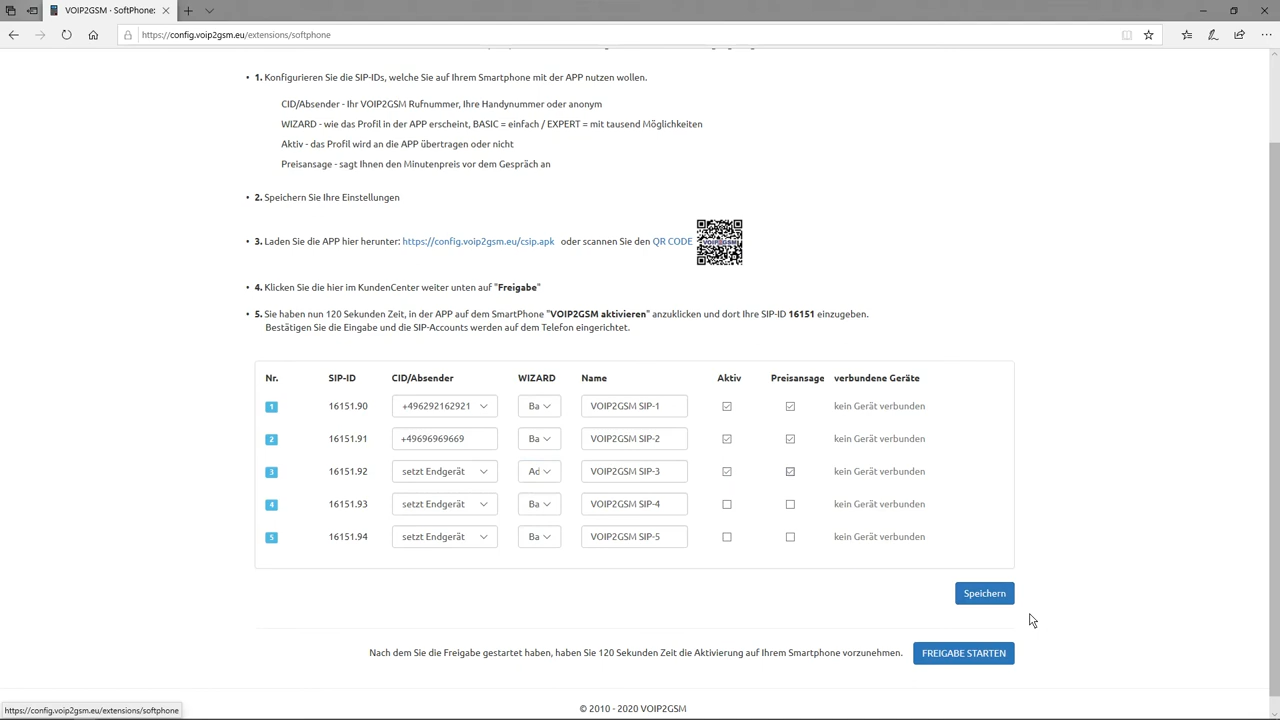 VOIP2GSM :: SoftPhone:
https://config.voip2gsm.eu/extensions/softphone
• 1. Konfigurieren Sie die SIP-IDs, welche Sie auf Ihrem Smartphone mit der APP nutzen wollen.
CID/Absender - Ihr VOIP2GSM Rufnummer, Ihre Handynummer oder anonym
WIZARD - wie das Profil in der APP erscheint, BASIC = einfach / EXPERT = mit tausend Möglichkeiten
Aktiv - das Profil wird an die APP übertragen oder nicht
Preisansage - sagt Ihnen den Minutenpreis vor dem Gespräch an
• 2. Speichern Sie Ihre Einstellungen
• 3. Laden Sie die APP hier herunter: https://config.voip2gsm.eu/csip.apk oder scannen Sie den QR CODE
VOIP2GSM
• 4. Klicken Sie die hier im KundenCenter weiter unten auf "Freigabe"
• 5. Sie haben nun 120 Sekunden Zeit, in der APP auf dem SmartPhone "VOIP2GSM aktivieren" anzuklicken und dort Ihre SIP-ID 16151 einzugeben.
Bestätigen Sie die Eingabe und die SIP-Accounts werden auf dem Telefon eingerichtet.
Nr. SIP-ID CID/Absender WIZARD Name Aktiv Preisansage verbundene Geräte
1 16151.90 +496292162921 Ba VOIP2GSM SIP-1 kein Gerät verbunden
2 16151.91 +49696969669 Ba VOIP2GSM SIP-2 kein Gerät verbunden
3 16151.92 setzt Endgerät Ad VOIP2GSM SIP-3 kein Gerät verbunden
4 16151.93 setzt Endgerät Ba VOIP2GSM SIP-4 kein Gerät verbunden
5 16151.94 setzt Endgerät Ba VOIP2GSM SIP-5 kein Gerät verbunden
Speichern
Nach dem Sie die Freigabe gestartet haben, haben Sie 120 Sekunden Zeit die Aktivierung auf Ihrem Smartphone vorzunehmen. FREIGABE STARTEN
© 2010 - 2020 VOIP2GSM
https://config.voip2gsm.eu/extensions/softphone